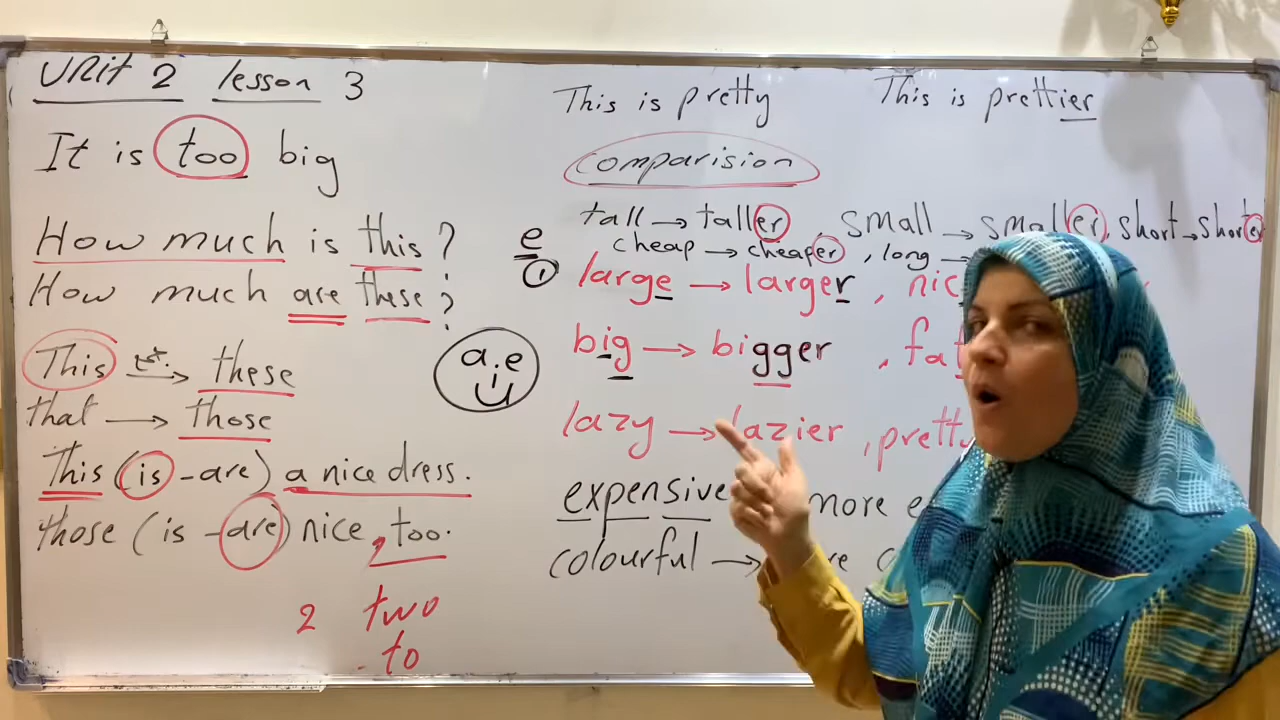 Unit 2 lesson 3
It is too big
How much is this ?
How much are these ?
This → these
that → those
This (is - are) a nice dress.
those (is - are) nice, too.
2 two
to
This is pretty
This is prettier
comparision
tall → taller, small → smaller, short → shorter
cheap → cheaper, long →
e
1
large → larger,
a e i u
big → bigger,
lazy → lazier, pretty
expensive more
colourful →